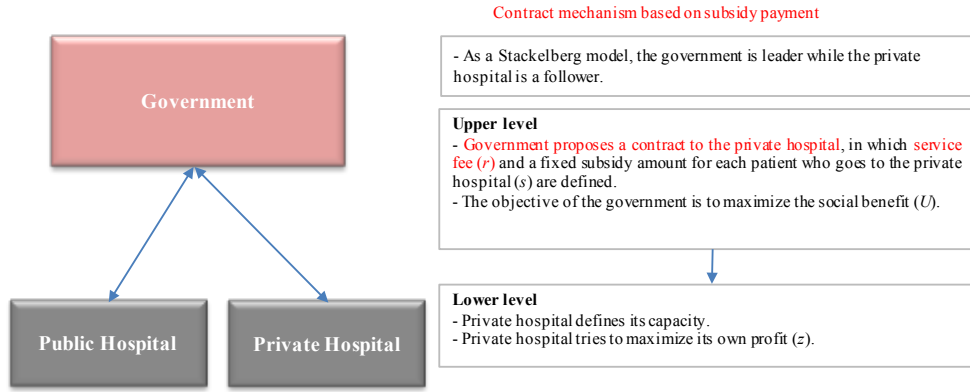 Contract mechanism based on subsidy payment
Government
- As a Stackelberg model, the government is leader while the private
hospital is a follower.
Upper level
- Government proposes a contract to the private hospital, in which service
fee (r) and a fixed subsidy amount for each patient who goes to the private
hospital (s) are defined.
- The objective of the government is to maximize the social benefit (U).
Public Hospital
Private Hospital
Lower level
- Private hospital defines its capacity.
- Private hospital tries to maximize its own profit (z).